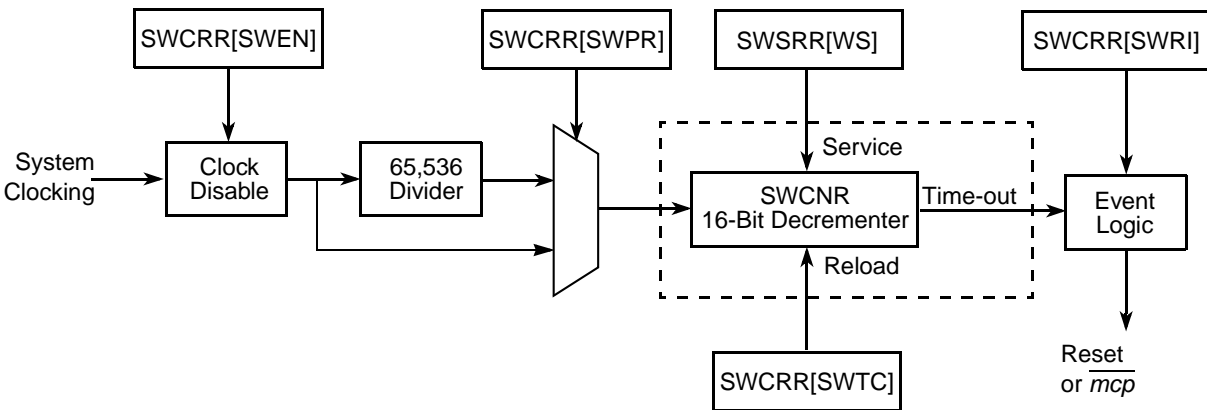 SWCRR[SWEN]
SWCRR[SWPR]
SWSRR[WS]
SWCRR[SWRI]
System
Clocking
Clock
Disable
65,536
Divider
Service
SWCNR
16-Bit Decrementer
Reload
Time-out
Event
Logic
SWCRR[SWTC]
Reset
or mcp